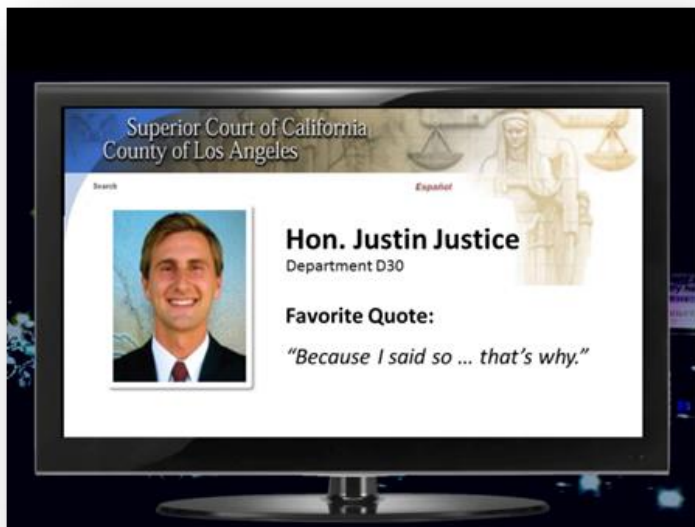 Superior Court of California
County of Los Angeles
Search
Español
Hon. Justin Justice
Department D30
Favorite Quote:
“Because I said so ... that’s why.”